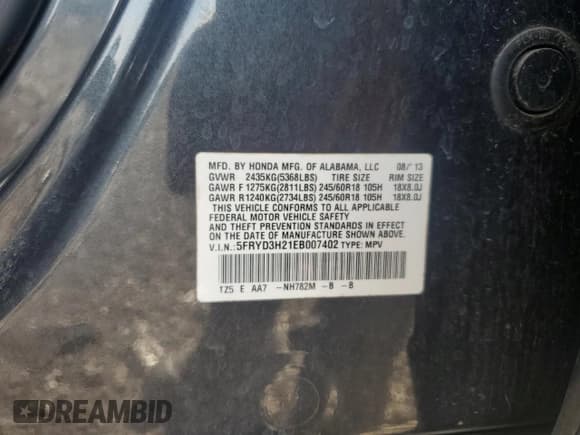 MFD. BY HONDA MFG. OF ALABAMA, LLC 08/'13
GVWR 2435KG(5368LBS) TIRE SIZE RIM SIZE
GAWR F 1275KG(2811LBS) 245/60R18 105H 18X8.0J
GAWR R1240KG(2734LBS) 245/60R18 105H 18X8.0J
THIS VEHICLE CONFORMS TO ALL APPLICABLE
FEDERAL MOTOR VEHICLE SAFETY
AND THEFT PREVENTION STANDARDS IN EFFECT
ON THE DATE OF MANUFACTURE SHOWN ABOVE.
V.I.N.:5FRYD3H21EB007402 TYPE: MPV
TZ5 E AA7 -NH782M -B -B
DREAMBID